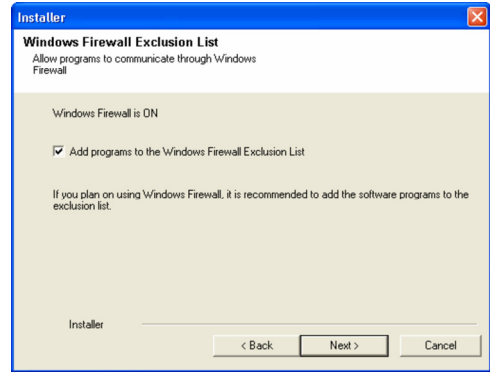 Installer
Windows Firewall Exclusion List
Allow programs to communicate through Windows
Firewall
Windows Firewall is ON
Add programs to the Windows Firewall Exclusion List
If you plan on using Windows Firewall, it is recommended to add the software programs to the
exclusion list.
Installer
< Back
Next >
Cancel